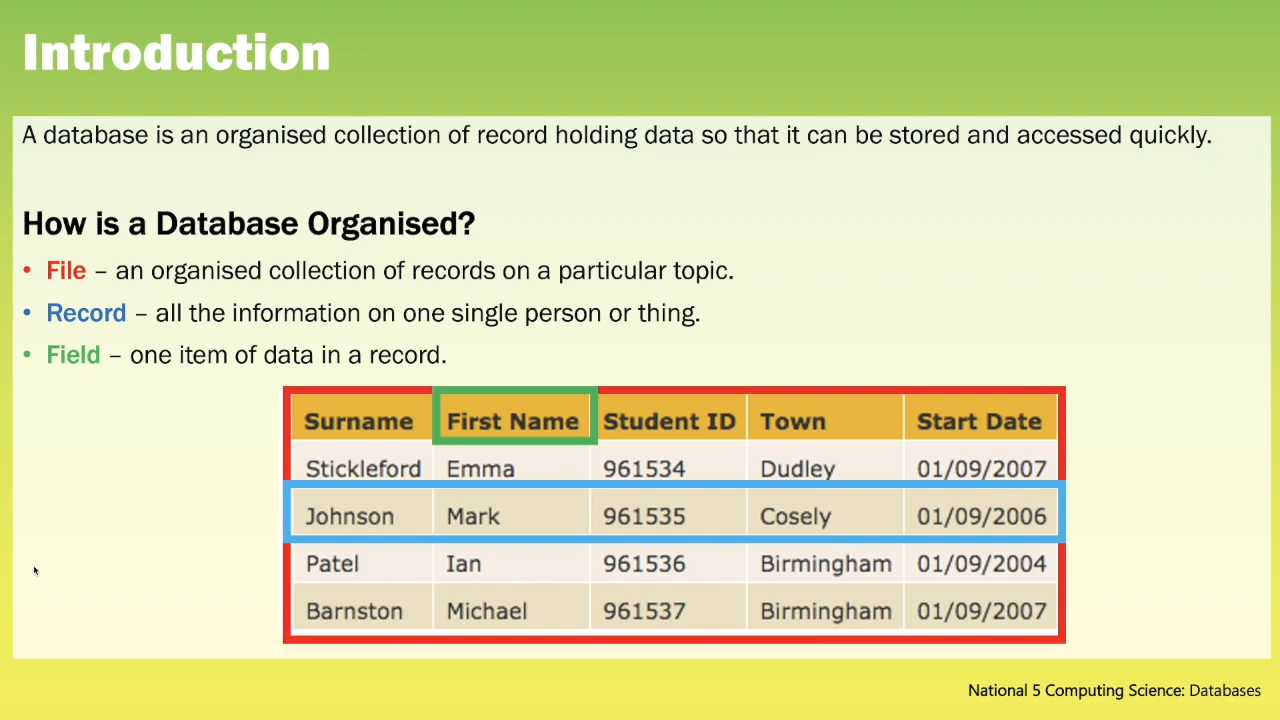 Introduction
A database is an organised collection of record holding data so that it can be stored and accessed quickly.
How is a Database Organised?
• File – an organised collection of records on a particular topic.
• Record – all the information on one single person or thing.
• Field – one item of data in a record.
Surname First Name Student ID Town Start Date
Stickleford Emma 961534 Dudley 01/09/2007
Johnson Mark 961535 Cosely 01/09/2006
Patel Ian 961536 Birmingham 01/09/2004
Barnston Michael 961537 Birmingham 01/09/2007
National 5 Computing Science: Databases